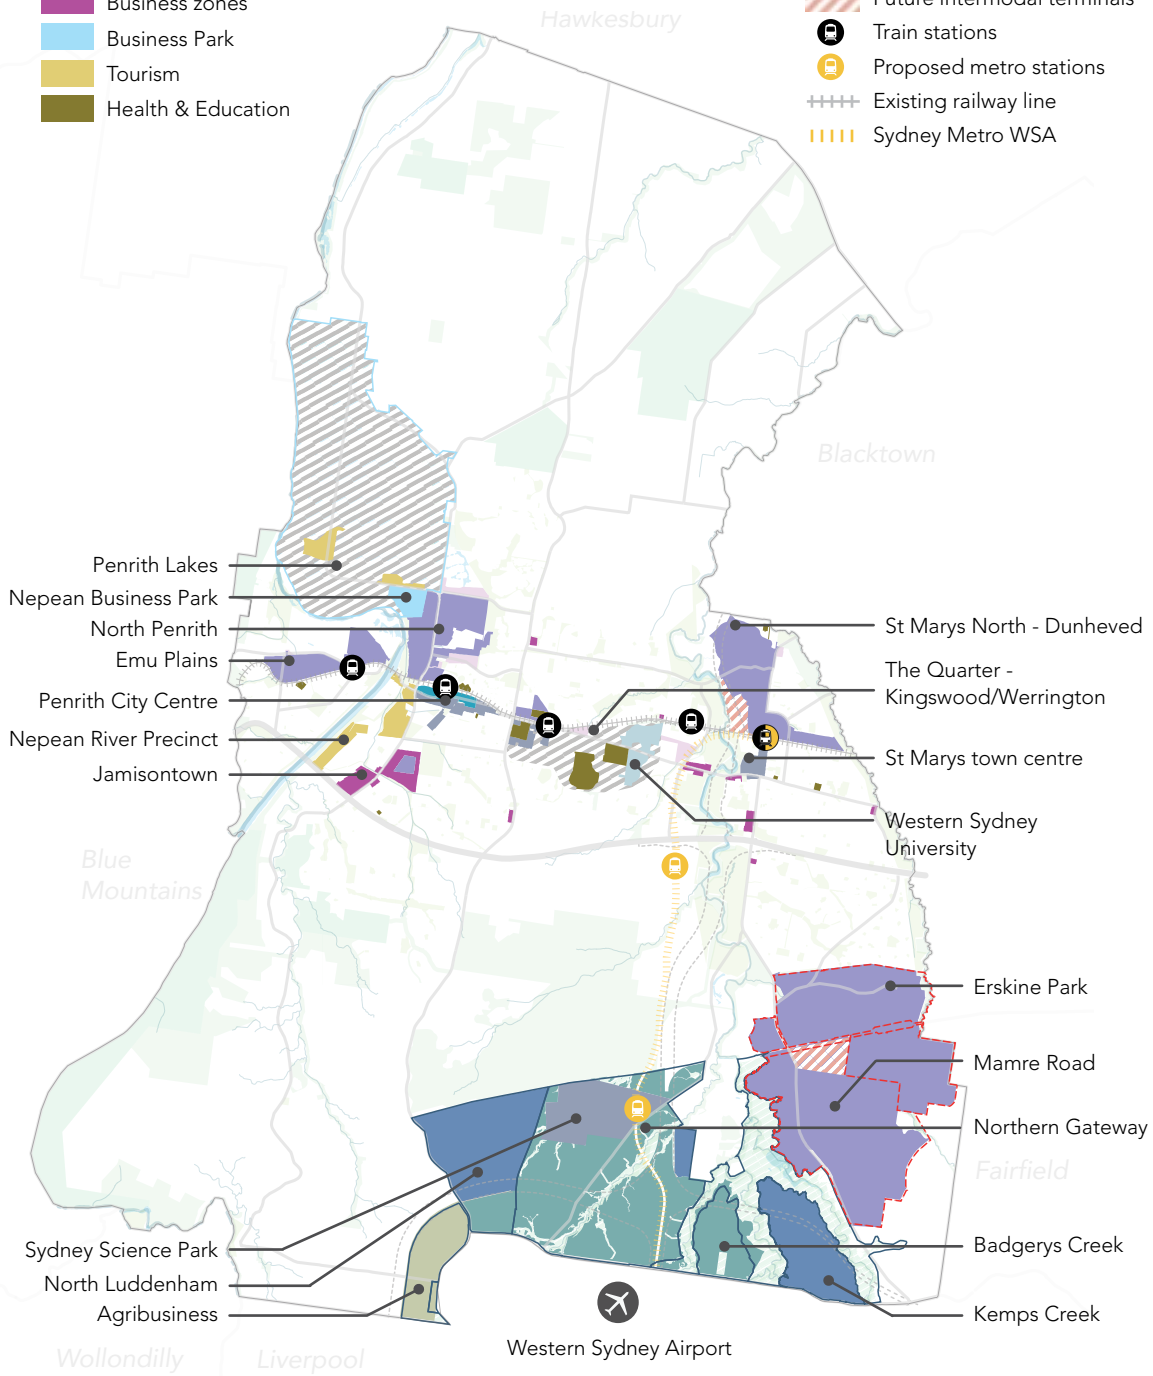 Business zones
Business Park
Tourism
Health & Education
Hawkesbury
Future intermodal terminals
Train stations
Proposed metro stations
Existing railway line
Sydney Metro WSA
Blacktown
Penrith Lakes
Nepean Business Park
North Penrith
Emu Plains
Penrith City Centre
Nepean River Precinct
Jamisontown
St Marys North - Dunheved
The Quarter -
Kingswood/Werrington
St Marys town centre
Western Sydney
University
Blue
Mountains
Erskine Park
Mamre Road
Northern Gateway
Fairfield
Badgerys Creek
Kemps Creek
Sydney Science Park
North Luddenham
Agribusiness
Western Sydney Airport
Wollondilly
Liverpool